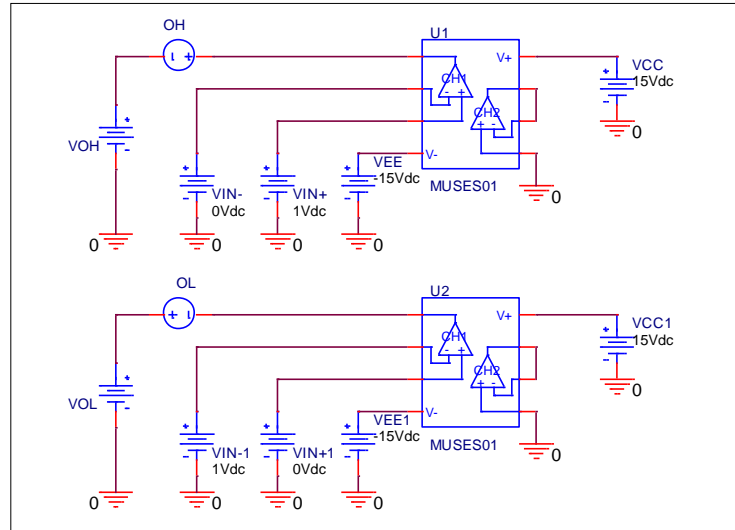 OH
U1
V+
VCC
15Vdc
CH1
- +
CH2
+ -
VOH
VIN-
0Vdc
VIN+
1Vdc
VEE
-15Vdc
V-
MUSES01
0
0
0
0
0
0
OL
U2
V+
VCC1
15Vdc
CH1
- +
CH2
+ -
VOL
VIN-1
1Vdc
VIN+1
0Vdc
VEE1
-15Vdc
V-
MUSES01
0
0
0
0
0
0